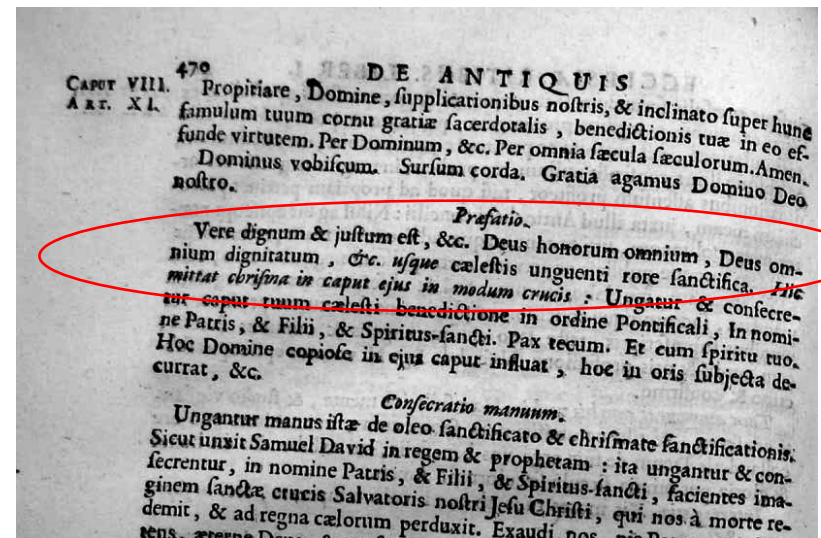 470 DE ANTIQUIS
CAPUT VIII.
ART. XI.
Propitiare, Domine, ſupplicationibus noſtris, & inclinato ſuper hunc
famulum tuum cornu gratiæ ſacerdotalis, benedictionis tuæ in eo ef-
funde virtutem. Per Dominum, &c. Per omnia ſæcula ſæculorum. Amen.
Dominus vobiſcum. Surſum corda. Gratia agamus Domino Deo
noſtro.
Præfatio.
Vere dignum & juſtum eſt, &c. Deus honorum omnium, Deus om-
nium dignitatum, &c. uſque cæleſtis unguenti rore ſanctifica. Hic
mittat chriſma in caput ejus in modum crucis : Ungatur & conſecre-
tur caput tuum cæleſti benedictione in ordine Pontificali, In nomi-
ne Patris, & Filii, & Spiritus-ſancti. Pax tecum. Et cum ſpiritu tuo.
Hoc Domine copioſe in ejus caput influat, hoc in oris ſubjecta de-
currat, &c.
Conſecratio manuum.
Ungantur manus iſtæ de oleo ſanctificato & chriſmate ſanctificationis.
Sicut unxit Samuel David in regem & prophetam : ita ungantur & con-
ſecrentur, in nomine Patris, & Filii, & Spiritus-ſancti, facientes ima-
ginem ſanctæ crucis Salvatoris noſtri Jeſu Chriſti, qui nos à morte re-
demit, & ad regna cælorum perduxit. Exaudi nos, pie
tens, æterne